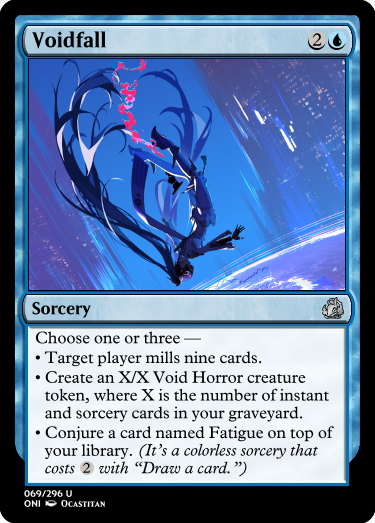 Voidfall 2
Sorcery
Choose one or three —
• Target player mills nine cards.
• Create an X/X Void Horror creature
token, where X is the number of instant
and sorcery cards in your graveyard.
• Conjure a card named Fatigue on top of
your library. (It's a colorless sorcery that
costs 2 with “Draw a card.”)
069/296 U
ONI Ocastitan